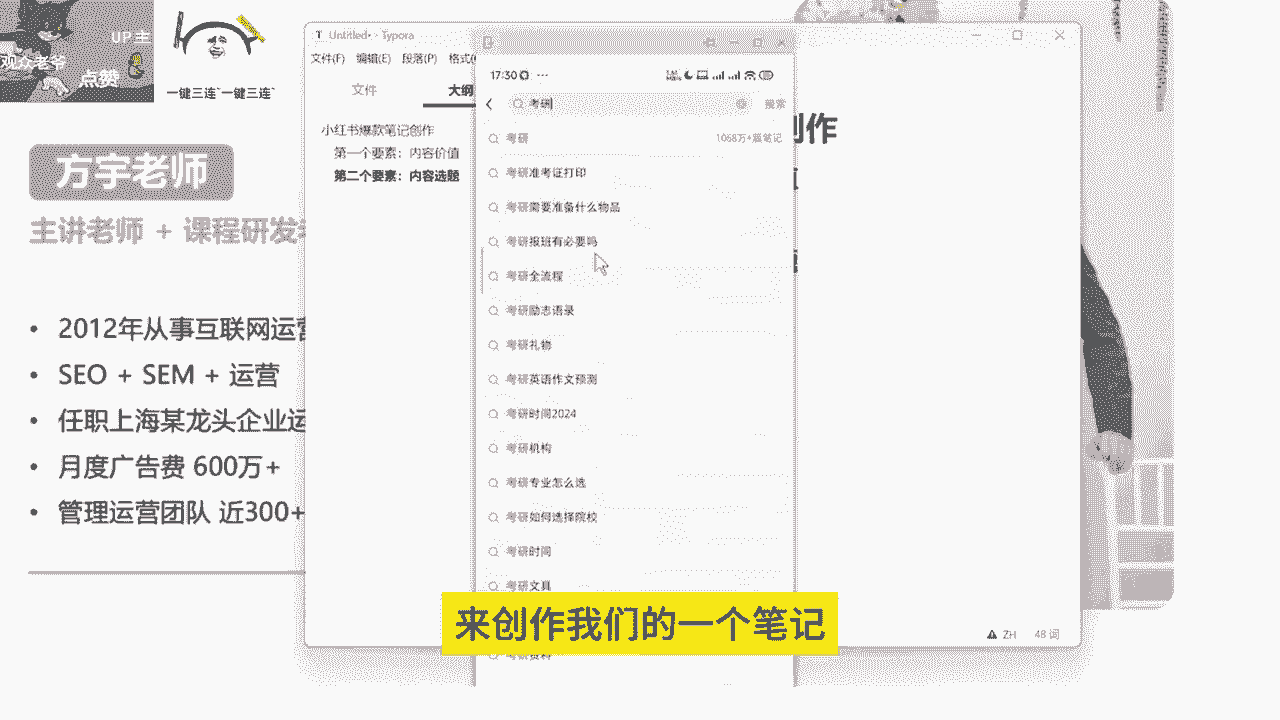 UP主
观众老爷
点赞
一键三连~一键三连~
方宇老师
主讲老师 + 课程研发
• 2012年从事互联网运营
• SEO + SEM + 运营
• 任职上海某龙头企业运
• 月度广告费 600万+
• 管理运营团队 近300+
Untitled• - Typora
文件(F) 编辑(E) 段落(P) 格式(
文件 大纲
小红书爆款笔记创作
第一个要素：内容价值
第二个要素：内容选题
创作
17:30
考研 搜索
考研 1068万+篇笔记
考研准考证打印
考研需要准备什么物品
考研报班有必要吗
考研全流程
考研励志语录
考研礼物
考研英语作文预测
考研时间2024
考研机构
考研专业怎么选
考研如何选择院校
考研时间
考研文具
来创作我们的一个笔记
考研资料
ZH 48 词